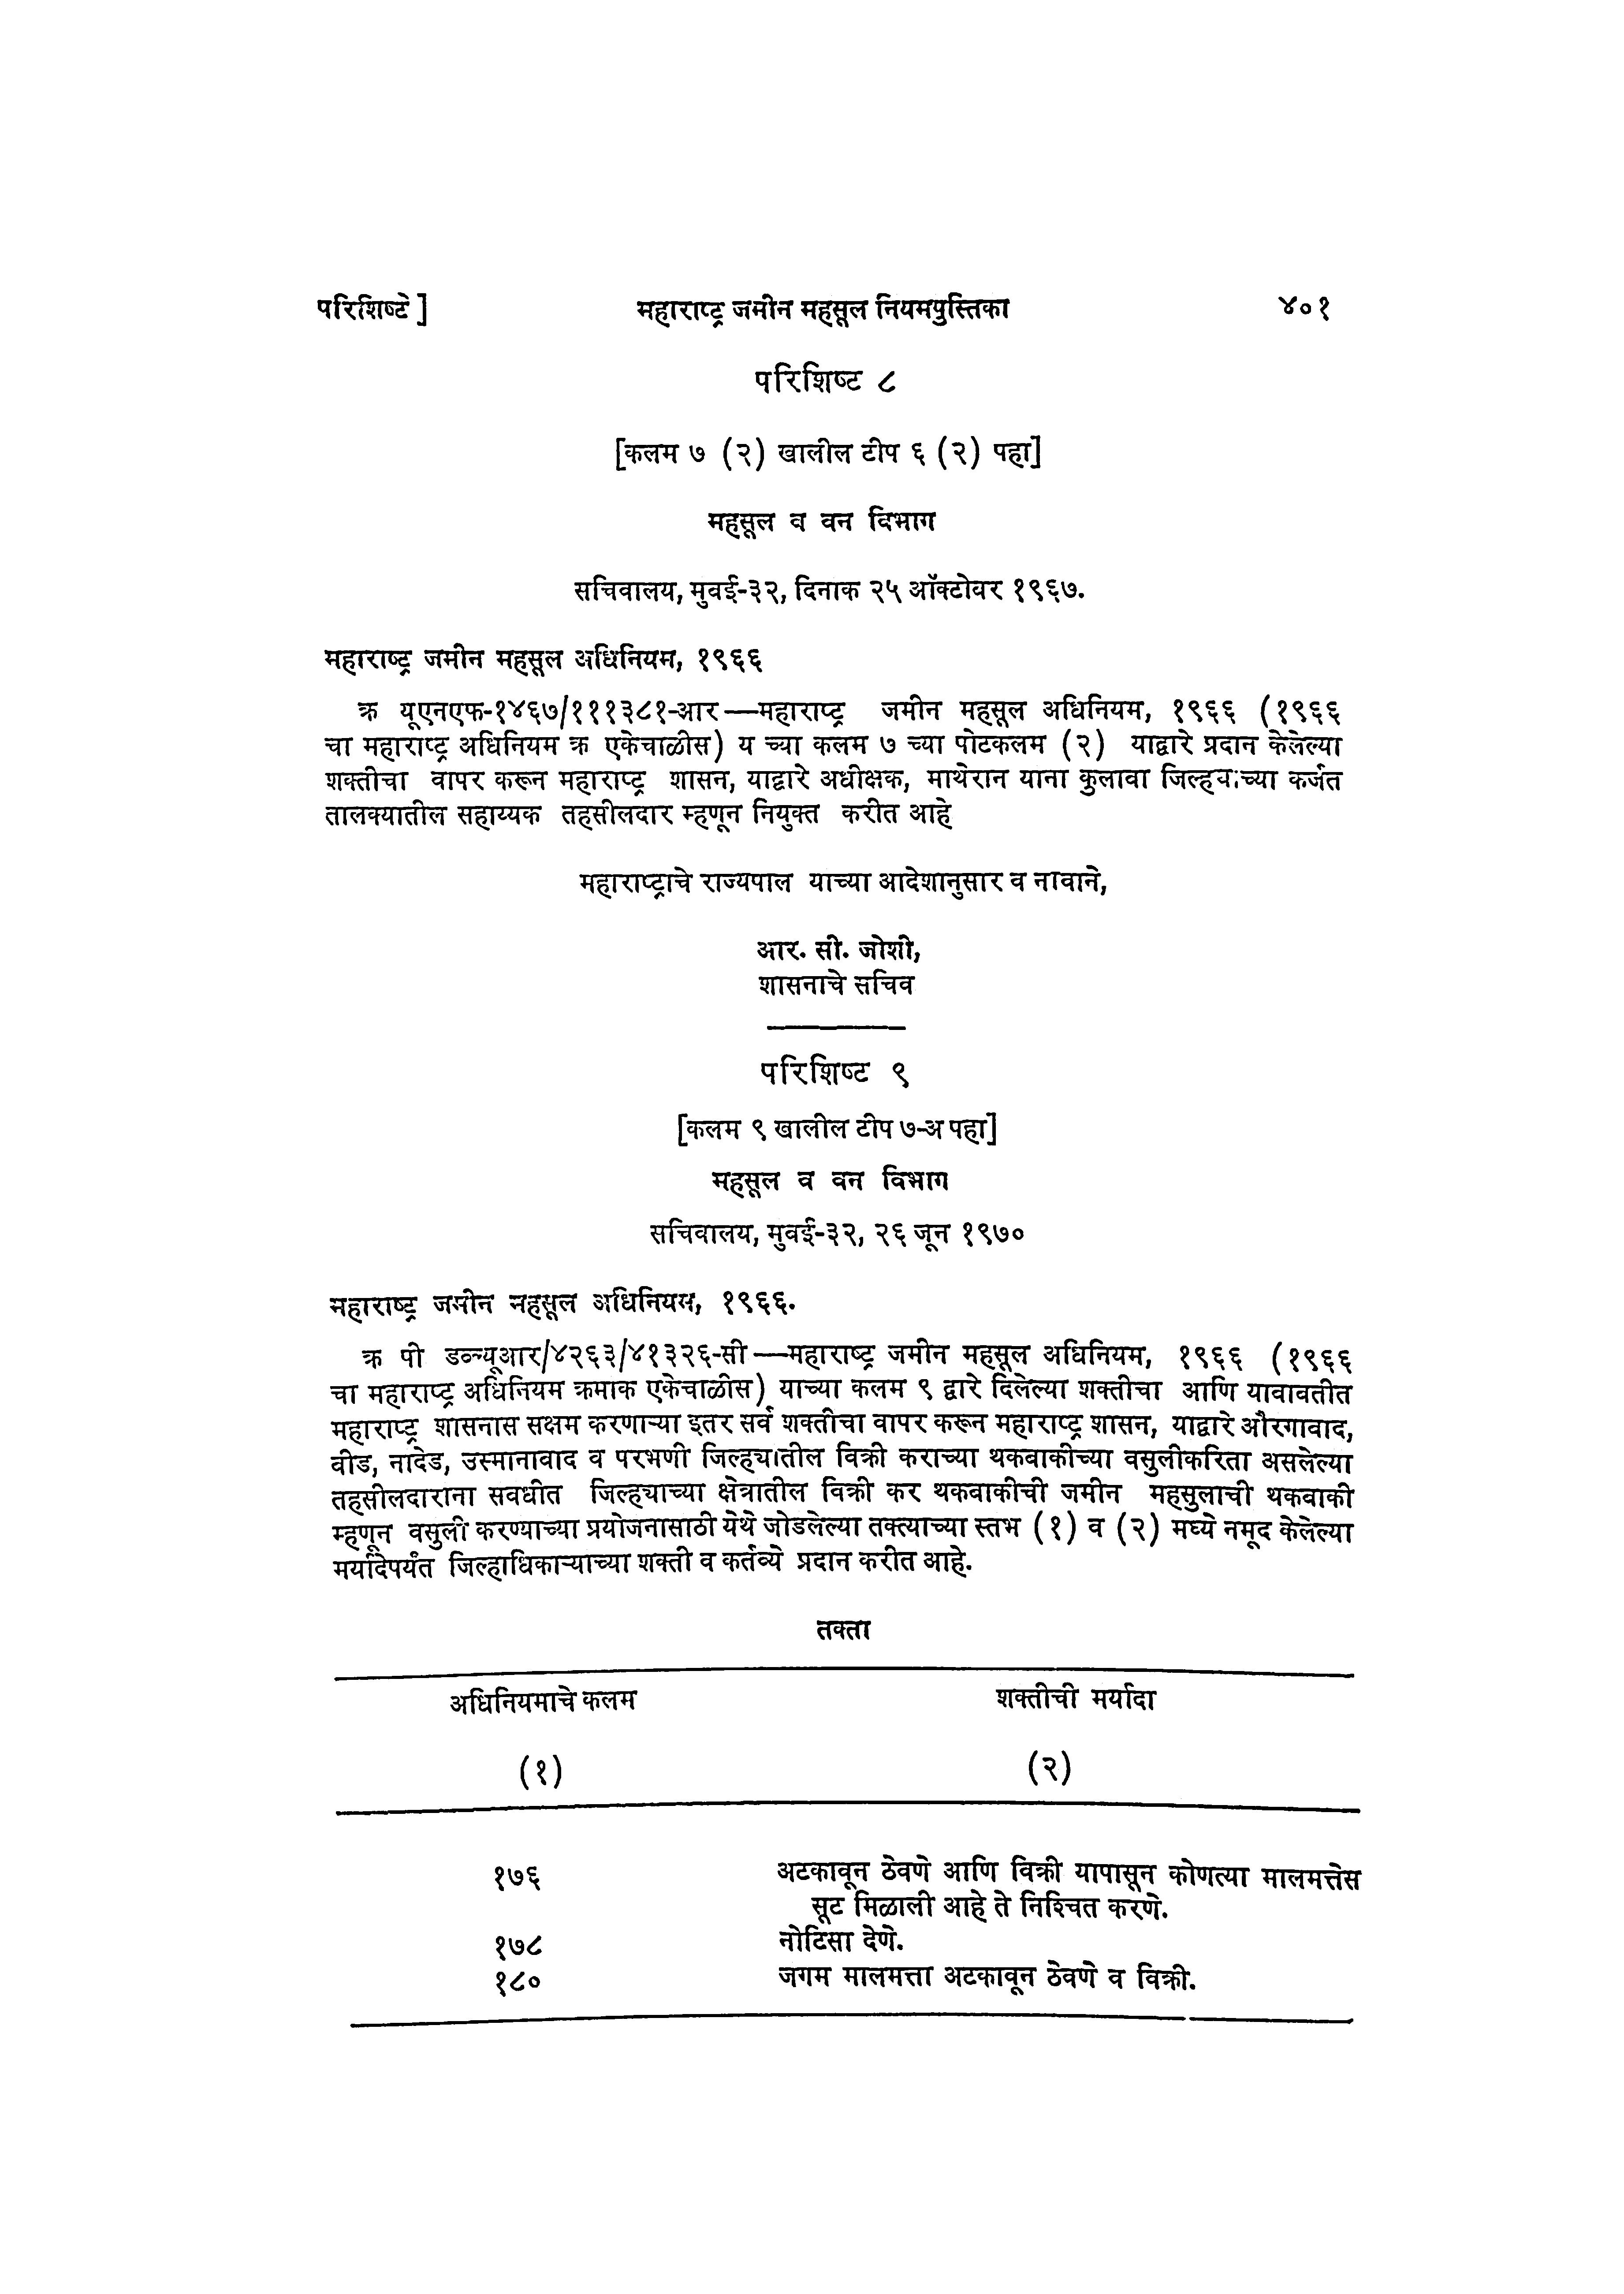 परिशिष्टे]
महाराष्ट्र जमीन महसूल नियमपुस्तिका
४०१
परिशिष्ट ८
[कलम ७ (२) खालील टीप ६ (२) पहा]
महसूल व वन विभाग
सचिवालय, मुवई-३२, दिनाक २५ ऑक्टोवर १९६७.
महाराष्ट्र जमीन महसूल अधिनियम, १९६६
क्र यूएनएफ-१४६७/१११३८१-आर—महाराष्ट्र जमीन महसूल अधिनियम, १९६६ (१९६६
चा महाराष्ट्र अधिनियम क्र एकेचाळीस) य च्या कलम ७ च्या पोटकलम (२) याद्वारे प्रदान केलेल्या
शक्तीचा वापर करून महाराष्ट्र शासन, याद्वारे अधीक्षक, माथेरान याना कुलावा जिल्हयाच्या कर्जत
तालक्यातील सहाय्यक तहसीलदार म्हणून नियुक्त करीत आहे
महाराष्ट्राचे राज्यपाल याच्या आदेशानुसार व नावाने,
आर. सी. जोशी,
शासनाचे सचिव
परिशिष्ट ९
[कलम ९ खालील टीप ७-अ पहा]
महसूल व वन विभाग
सचिवालय, मुवई-३२, २६ जून १९७०
महाराष्ट्र जमीन महसूल अधिनियम, १९६६.
क्र पी डब्ल्यूआर/४२६३/४१३२६-सी—महाराष्ट्र जमीन महसूल अधिनियम, १९६६ (१९६६
चा महाराष्ट्र अधिनियम क्रमाक एकेचाळीस) याच्या कलम ९ द्वारे दिलेल्या शक्तीचा आणि यावावतीत
महाराष्ट्र शासनास सक्षम करणाऱ्या इतर सर्व शक्तीचा वापर करून महाराष्ट्र शासन, याद्वारे औरगावाद,
वीड, नादेड, उस्मानावाद व परभणी जिल्ह्यातील विक्री कराच्या थकबाकीच्या वसुलीकरिता असलेल्या
तहसीलदाराना सवधीत जिल्ह्याच्या क्षेत्रातील विक्री कर थकवाकीची जमीन महसुलाची थकबाकी
म्हणून वसुली करण्याच्या प्रयोजनासाठी येथे जोडलेल्या तक्त्याच्या स्तभ (१) व (२) मध्ये नमूद केलेल्या
मर्यादेपर्यंत जिल्हाधिकाऱ्याच्या शक्ती व कर्तव्ये प्रदान करीत आहे.
तक्ता
अधिनियमाचे कलम शक्तीची मर्यादा
(१) (२)
१७६ अटकावून ठेवणे आणि विक्री यापासून कोणत्या मालमत्तेस
सूट मिळाली आहे ते निश्चित करणे.
१७८ नोटिसा देणे.
१८० जगम मालमत्ता अटकावून ठेवणे व विक्री.